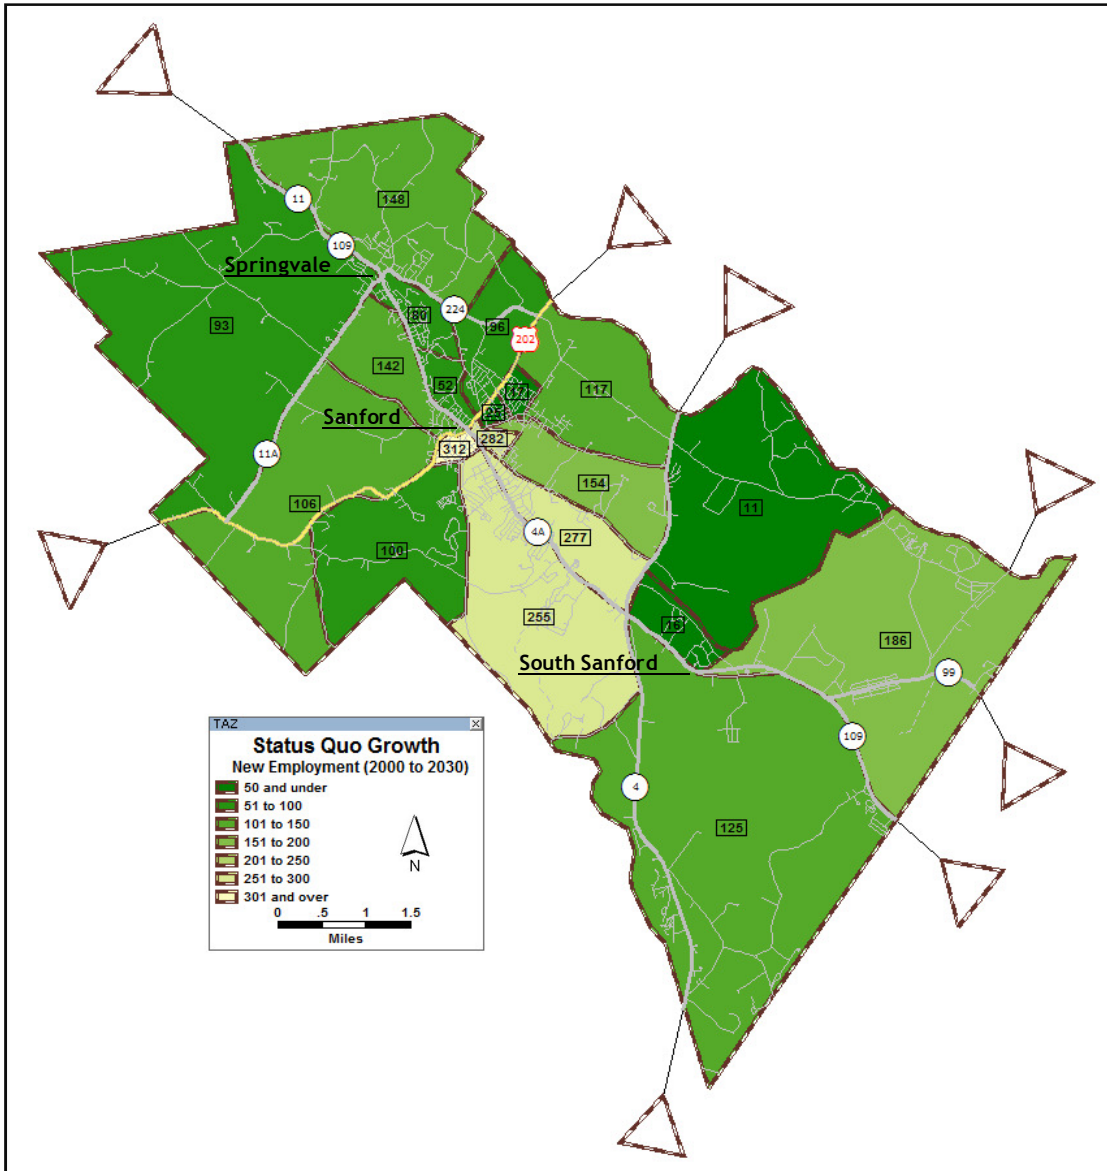 11
148
109
Springvale
224
80
93
96
202
142
117
52
25
Sanford
282
312
11A
154
106
11
4A
277
100
255
16
186
South Sanford
99
109
4
125
TAZ
Status Quo Growth
New Employment (2000 to 2030)
50 and under
51 to 100
101 to 150
151 to 200
201 to 250
251 to 300
301 and over
N
0 .5 1 1.5
Miles